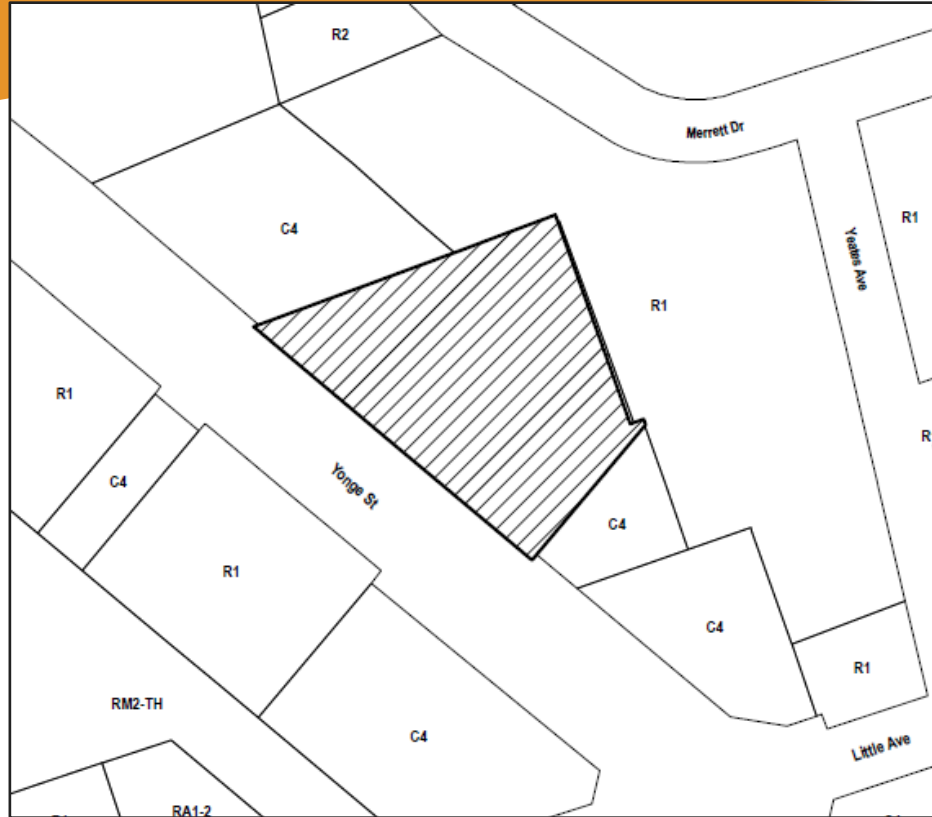 R2
Merrett Dr
R1
C4
Yeates Ave
R1
R1
C4
Yonge St
C4
R1
C4
R1
RM2-TH
C4
Little Ave
RA1-2